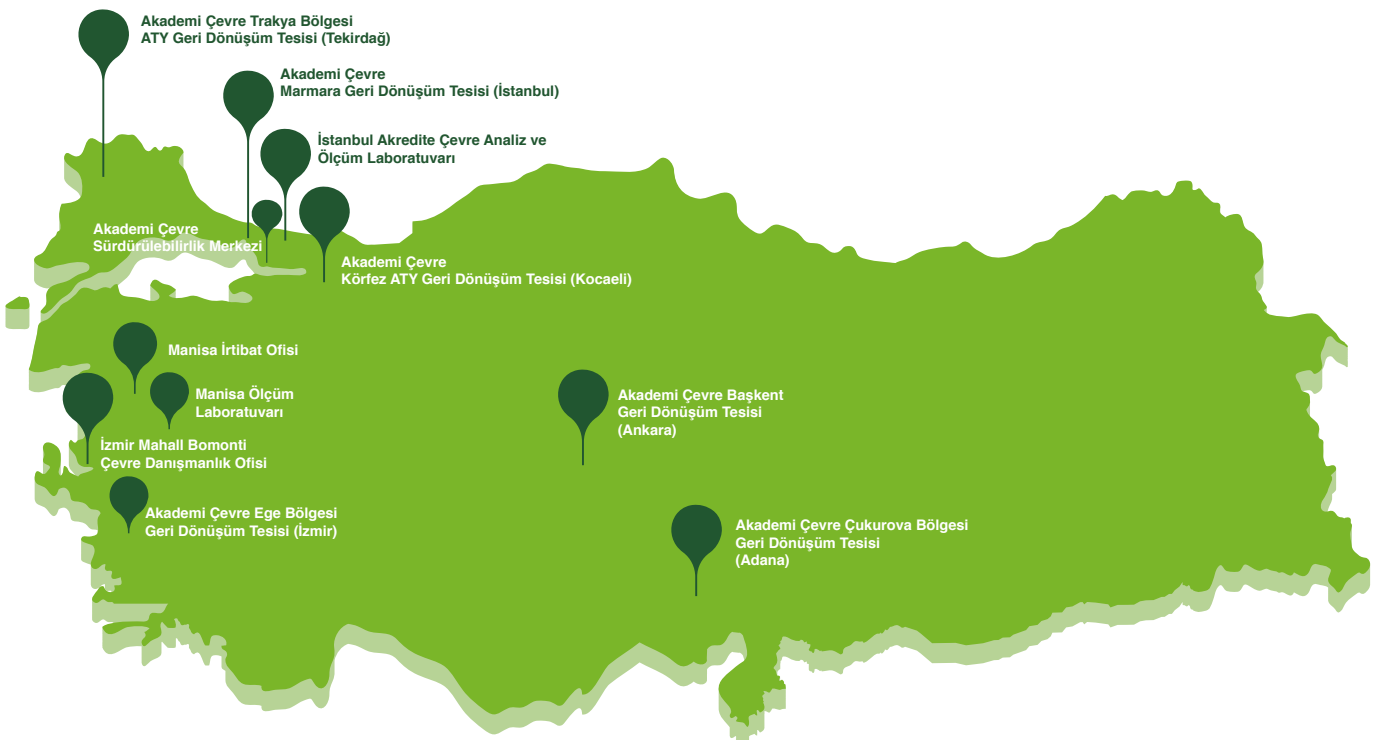 Akademi Çevre Trakya Bölgesi
ATY Geri Dönüşüm Tesisi (Tekirdağ)
Akademi Çevre
Marmara Geri Dönüşüm Tesisi (İstanbul)
İstanbul Akredite Çevre Analiz ve
Ölçüm Laboratuvarı
Akademi Çevre
Sürdürülebilirlik Merkezi
Akademi Çevre
Körfez ATY Geri Dönüşüm Tesisi (Kocaeli)
Manisa İrtibat Ofisi
Manisa Ölçüm
Laboratuvarı
Akademi Çevre Başkent
Geri Dönüşüm Tesisi
(Ankara)
İzmir Mahall Bomonti
Çevre Danışmanlık Ofisi
Akademi Çevre Ege Bölgesi
Geri Dönüşüm Tesisi (İzmir)
Akademi Çevre Çukurova Bölgesi
Geri Dönüşüm Tesisi
(Adana)